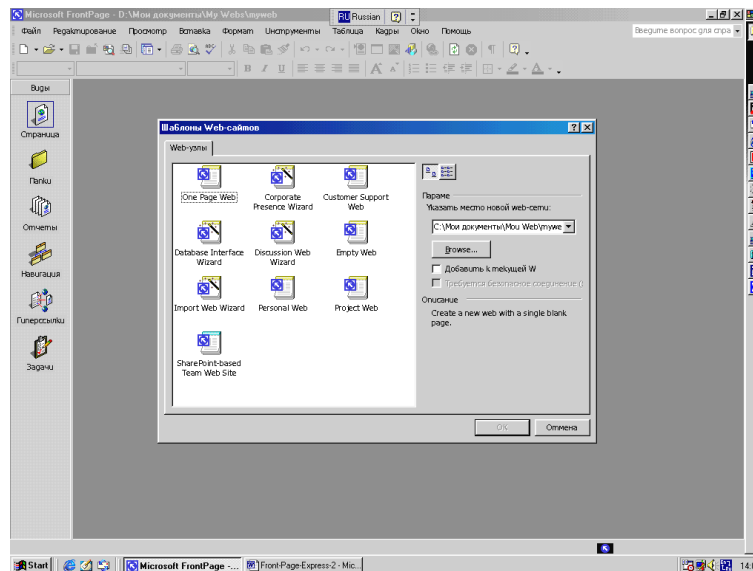 Microsoft FrontPage - D:\Мои документы\My Webs\myweb
RU Russian
Файл Редактирование Просмотр Вставка Формат Инструменты Таблица Кадры Окно Помощь
Введите вопрос для спра
Виды
Страница
Папки
Отчеты
Навигация
Гиперссылки
Задачи
Шаблоны Web-сайтов
Web-узлы
One Page Web
Corporate Presence Wizard
Customer Support Web
Database Interface Wizard
Discussion Web Wizard
Empty Web
Import Web Wizard
Personal Web
Project Web
SharePoint-based Team Web Site
Параме
Указать место новой web-сети:
C:\Мои документы\Mou Web\mywe
Browse...
Добавить к текущей W
Требуется безопасное соединение ()
Описание
Create a new web with a single blank
page.
OK
Отмена
Start
Microsoft FrontPage -...
Front-Page-Express-2 - Mic...